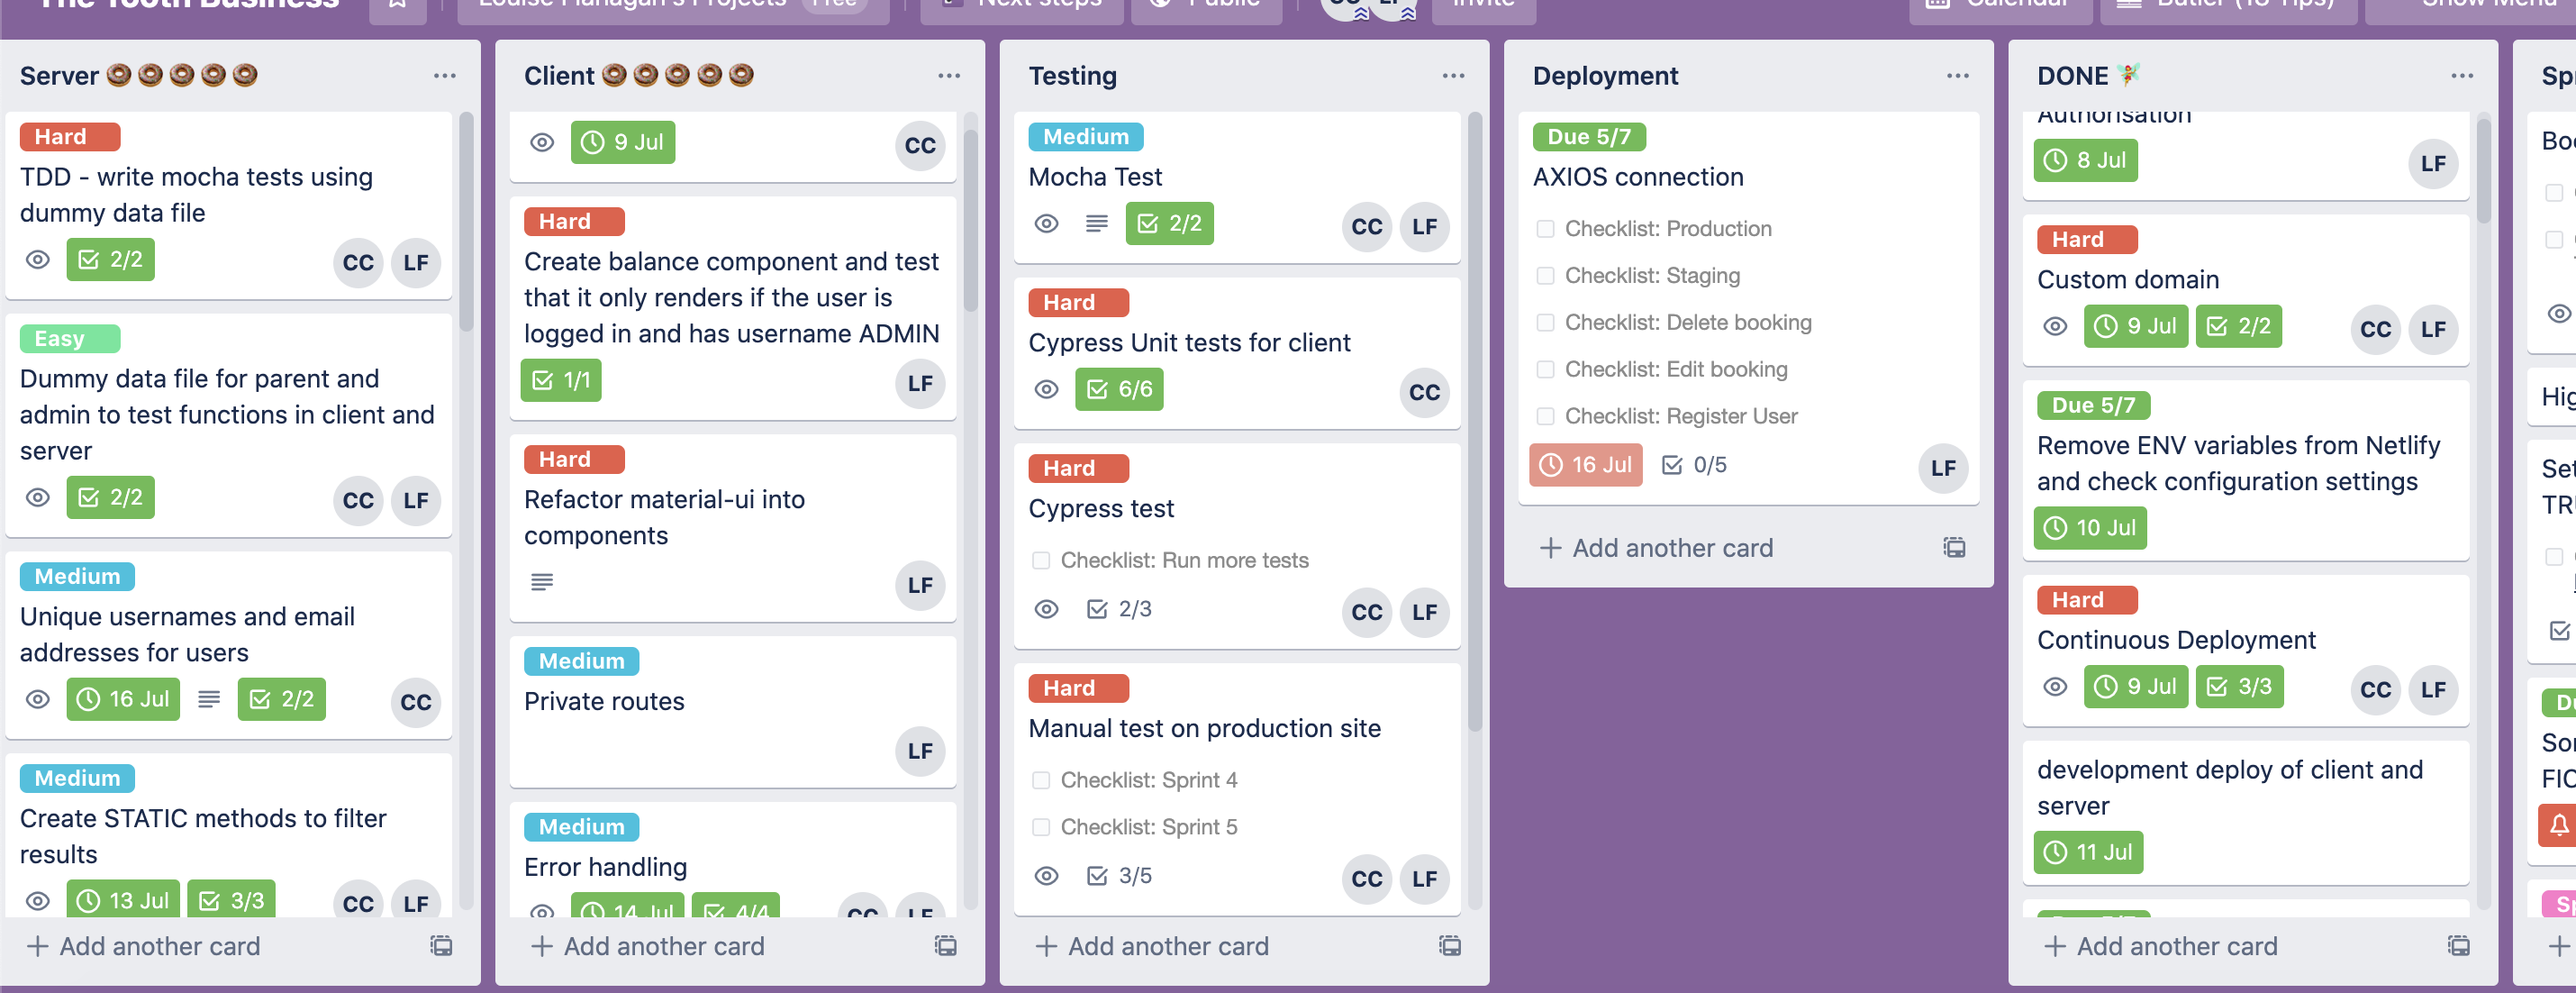 The Tooth Business
Louise Flanagan's Projects Free
Next steps
Public
CC LF
Invite
Calendar
Butler (18 Tips)
Show Menu
Server
Hard
TDD - write mocha tests using
dummy data file
2/2 CC LF
Easy
Dummy data file for parent and
admin to test functions in client and
server
2/2 CC LF
Medium
Unique usernames and email
addresses for users
16 Jul 2/2 CC
Medium
Create STATIC methods to filter
results
13 Jul 3/3 CC LF
+ Add another card
Client
9 Jul CC
Hard
Create balance component and test
that it only renders if the user is
logged in and has username ADMIN
1/1 LF
Hard
Refactor material-ui into
components
LF
Medium
Private routes
LF
Medium
Error handling
14 Jul 4/4 CC LF
+ Add another card
Testing
Medium
Mocha Test
2/2 CC LF
Hard
Cypress Unit tests for client
6/6 CC
Hard
Cypress test
Checklist: Run more tests
2/3 CC LF
Hard
Manual test on production site
Checklist: Sprint 4
Checklist: Sprint 5
3/5 CC LF
+ Add another card
Deployment
Due 5/7
AXIOS connection
Checklist: Production
Checklist: Staging
Checklist: Delete booking
Checklist: Edit booking
Checklist: Register User
16 Jul 0/5 LF
+ Add another card
DONE
Authorisation
8 Jul LF
Hard
Custom domain
9 Jul 2/2 CC LF
Due 5/7
Remove ENV variables from Netlify
and check configuration settings
10 Jul
Hard
Continuous Deployment
9 Jul 3/3 CC LF
development deploy of client and
server
11 Jul
+ Add another card